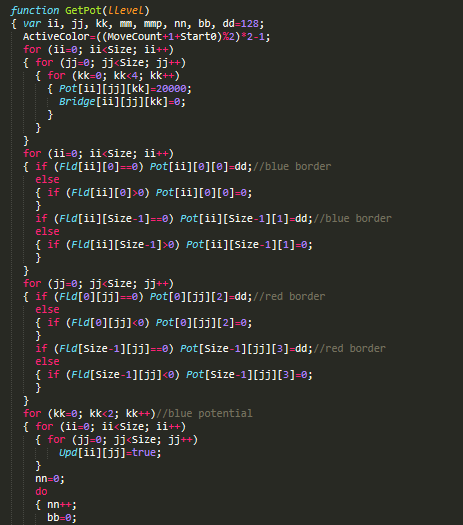 function GetPot(llevel)
{ var ii, jj, kk, mm, mmp, nn, bb, dd=128;
ActiveColor=((MoveCount+1+Start0)%2)*2-1;
for (ii=0; ii<Size; ii++)
{ for (jj=0; jj<Size; jj++)
{ for (kk=0; kk<4; kk++)
{ Pot[ii][jj][kk]=20000;
Bridge[ii][jj][kk]=0;
}
}
}
for (ii=0; ii<Size; ii++)
{ if (Fld[ii][0]==0) Pot[ii][0][0]=dd;//blue border
else
{ if (Fld[ii][0]>0) Pot[ii][0][0]=0;
}
if (Fld[ii][Size-1]==0) Pot[ii][Size-1][1]=dd;//blue border
else
{ if (Fld[ii][Size-1]>0) Pot[ii][Size-1][1]=0;
}
}
for (jj=0; jj<Size; jj++)
{ if (Fld[0][jj]==0) Pot[0][jj][2]=dd;//red border
else
{ if (Fld[0][jj]<0) Pot[0][jj][2]=0;
}
if (Fld[Size-1][jj]==0) Pot[Size-1][jj][3]=dd;//red border
else
{ if (Fld[Size-1][jj]<0) Pot[Size-1][jj][3]=0;
}
}
for (kk=0; kk<2; kk++)//blue potential
{ for (ii=0; ii<Size; ii++)
{ for (jj=0; jj<Size; jj++)
Upd[ii][jj]=true;
}
nn=0;
do
{ nn++;
bb=0;